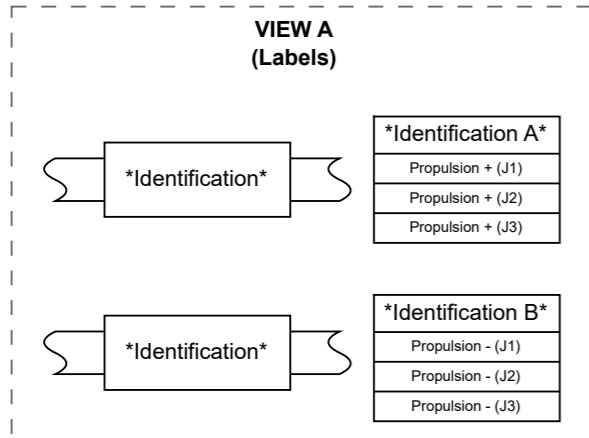 VIEW A
(Labels)
*Identification*
*Identification A*
Propulsion + (J1)
Propulsion + (J2)
Propulsion + (J3)
*Identification*
*Identification B*
Propulsion - (J1)
Propulsion - (J2)
Propulsion - (J3)